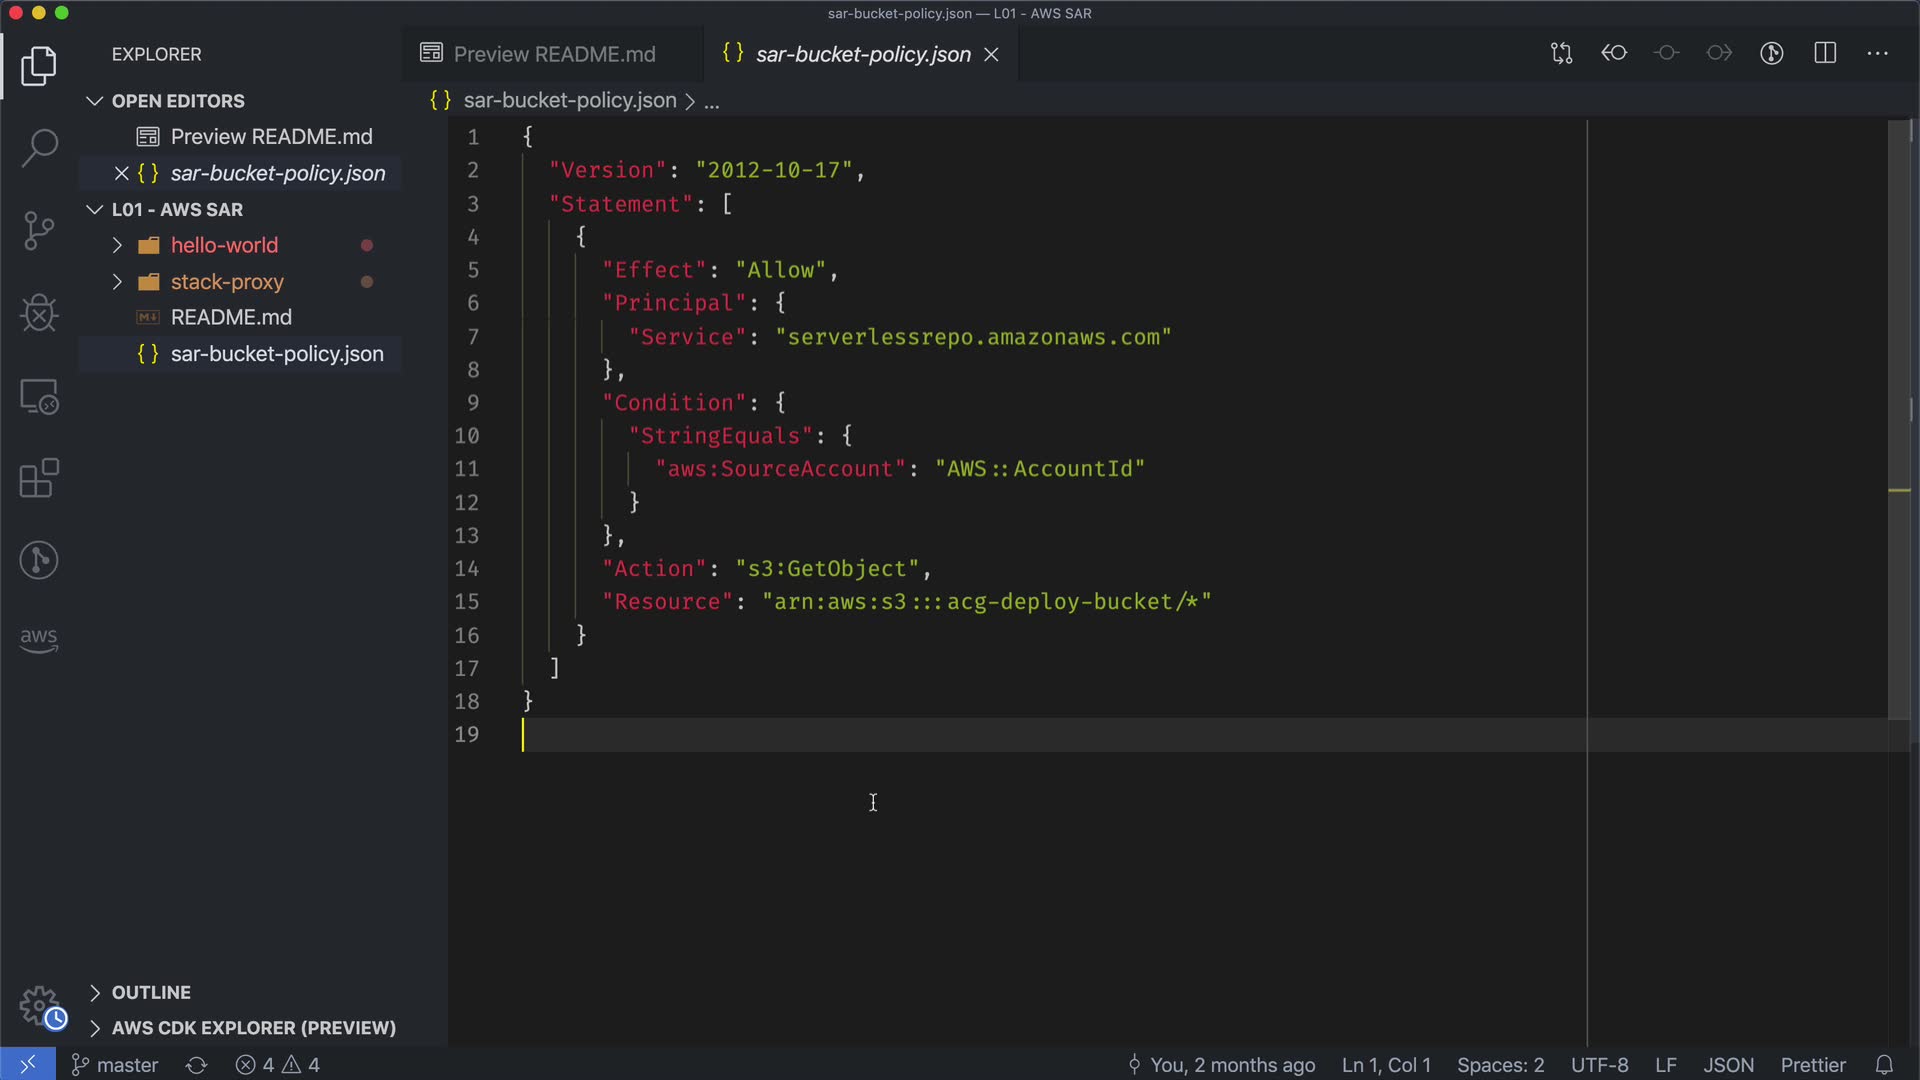 sar-bucket-policy.json — L01 - AWS SAR
EXPLORER
OPEN EDITORS
Preview README.md
sar-bucket-policy.json
L01 - AWS SAR
hello-world
stack-proxy
README.md
sar-bucket-policy.json
aws
OUTLINE
AWS CDK EXPLORER (PREVIEW)
Preview README.md
{} sar-bucket-policy.json
{} sar-bucket-policy.json > ...
1 {
2 "Version": "2012-10-17",
3 "Statement": [
4 {
5 "Effect": "Allow",
6 "Principal": {
7 "Service": "serverlessrepo.amazonaws.com"
8 },
9 "Condition": {
10 "StringEquals": {
11 "aws:SourceAccount": "AWS::AccountId"
12 }
13 },
14 "Action": "s3:GetObject",
15 "Resource": "arn:aws:s3:::acg-deploy-bucket/*"
16 }
17 ]
18 }
19
master
4
4
You, 2 months ago
Ln 1, Col 1
Spaces: 2
UTF-8
LF
JSON
Prettier